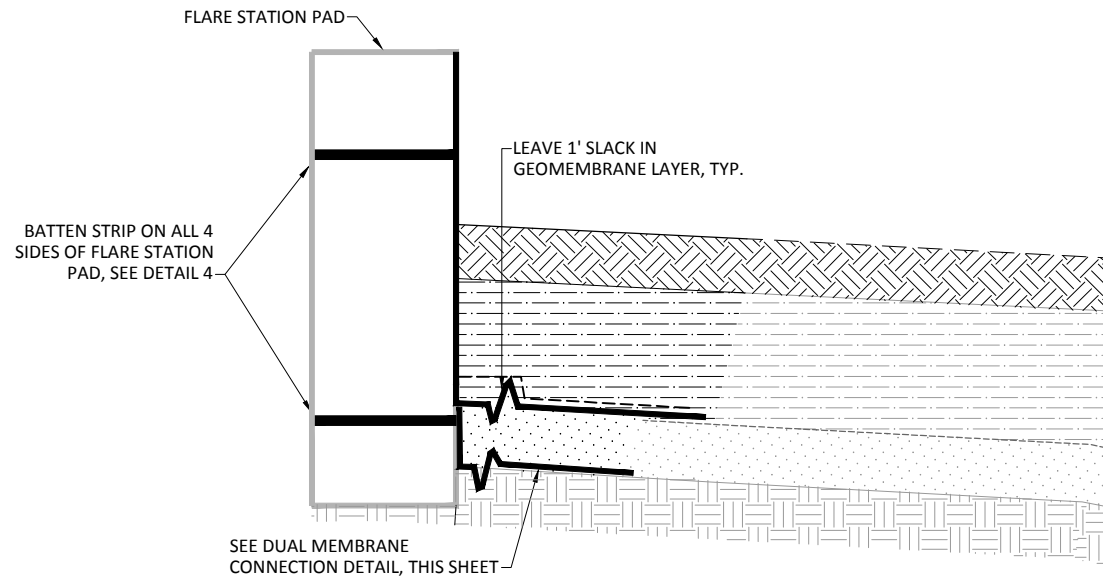 FLARE STATION PAD
LEAVE 1' SLACK IN
GEOMEMBRANE LAYER, TYP.
BATTEN STRIP ON ALL 4
SIDES OF FLARE STATION
PAD, SEE DETAIL 4
SEE DUAL MEMBRANE
CONNECTION DETAIL, THIS SHEET